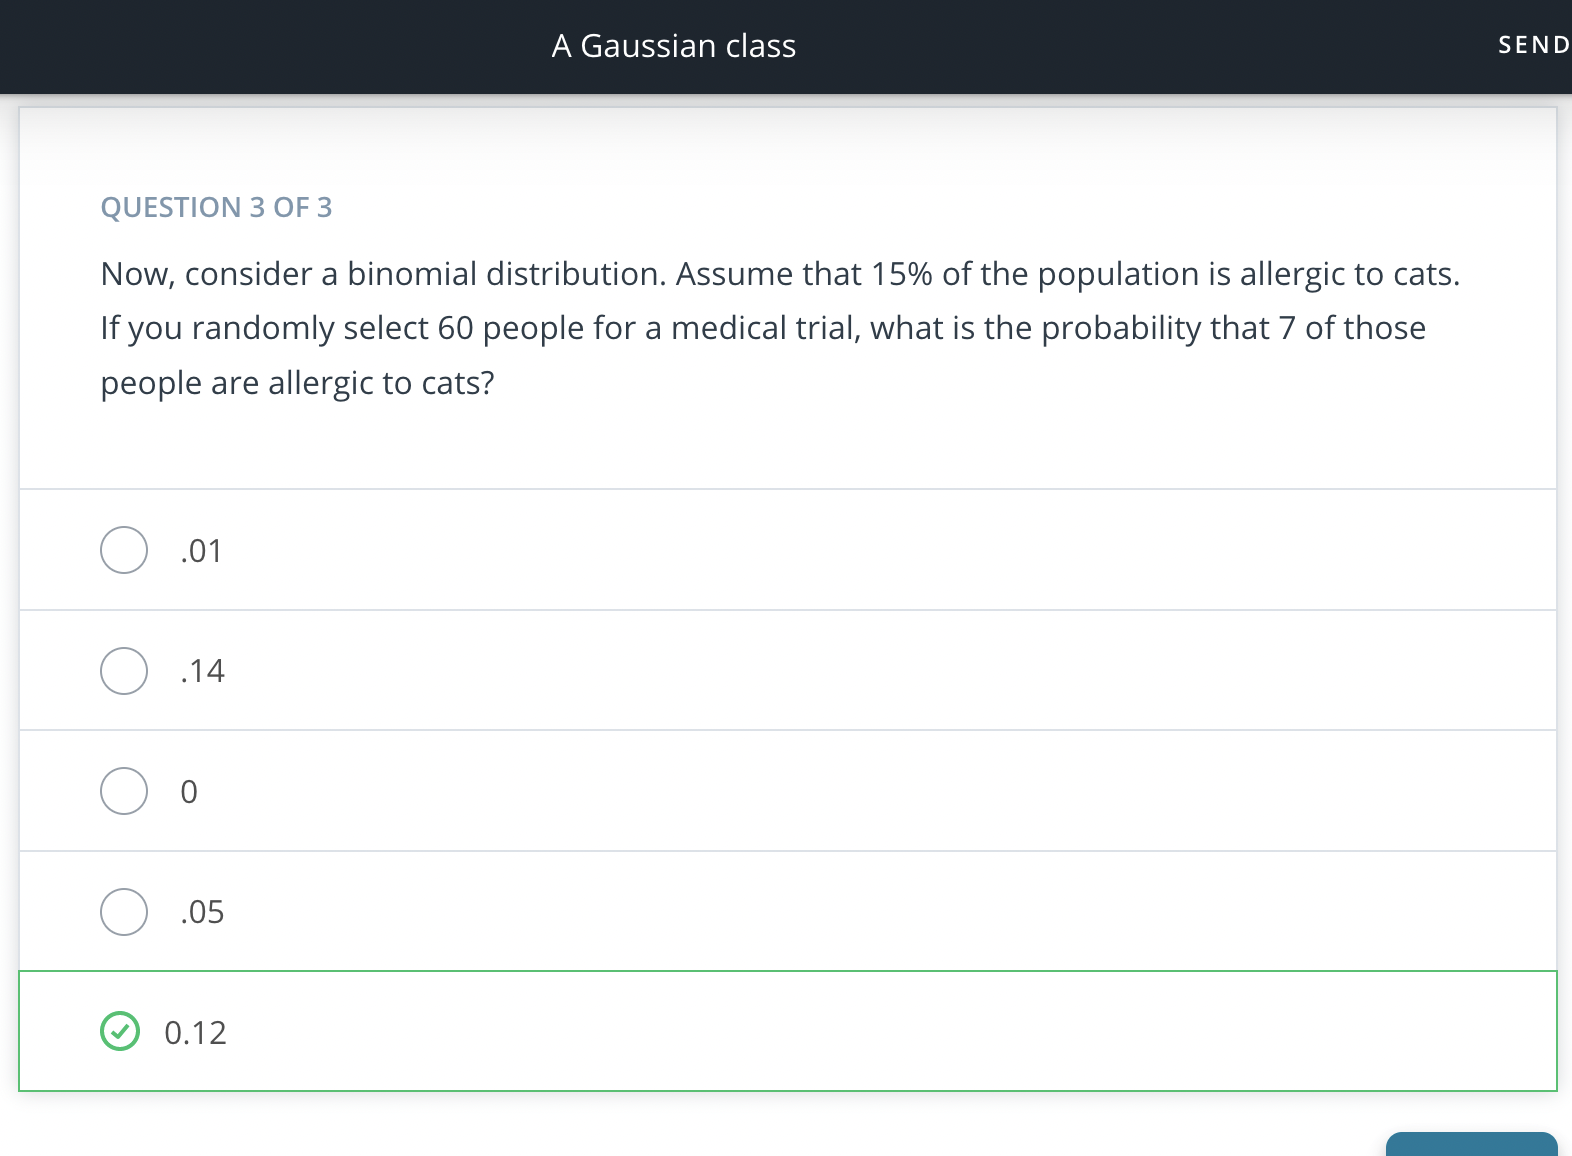 A Gaussian class
SEND
QUESTION 3 OF 3
Now, consider a binomial distribution. Assume that 15% of the population is allergic to cats.
If you randomly select 60 people for a medical trial, what is the probability that 7 of those
people are allergic to cats?
.01
.14
0
.05
0.12